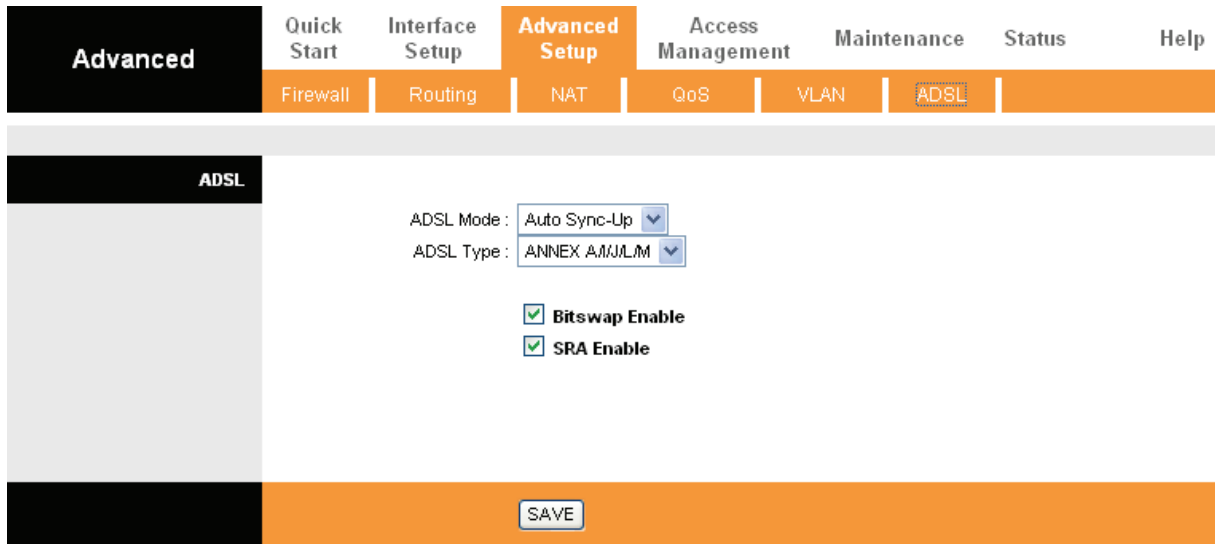 Advanced
Quick Start
Interface Setup
Advanced Setup
Access Management
Maintenance
Status
Help
Firewall
Routing
NAT
QoS
VLAN
ADSL
ADSL
ADSL Mode : Auto Sync-Up
ADSL Type : ANNEX A/I/J/L/M
Bitswap Enable
SRA Enable
SAVE